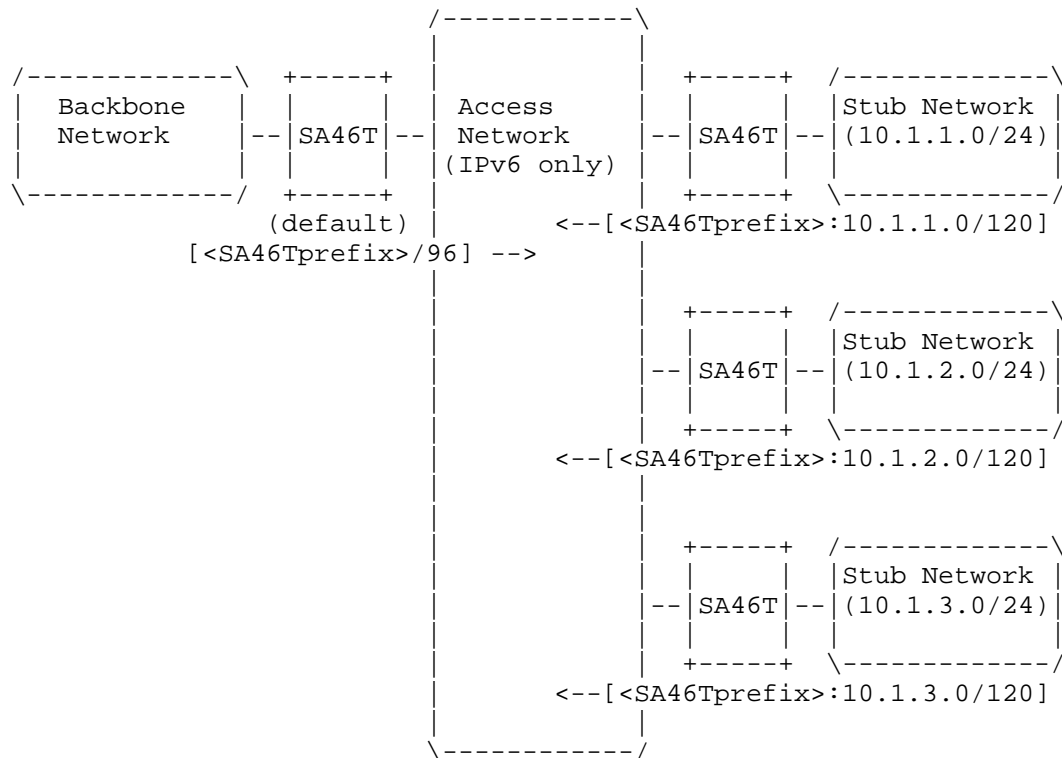 Backbone
Network
SA46T
Access
Network
(IPv6 only)
SA46T
Stub Network
(10.1.1.0/24)
(default)
[<SA46Tprefix>/96] -->
<--[<SA46Tprefix>:10.1.1.0/120]
SA46T
Stub Network
(10.1.2.0/24)
<--[<SA46Tprefix>:10.1.2.0/120]
SA46T
Stub Network
(10.1.3.0/24)
<--[<SA46Tprefix>:10.1.3.0/120]